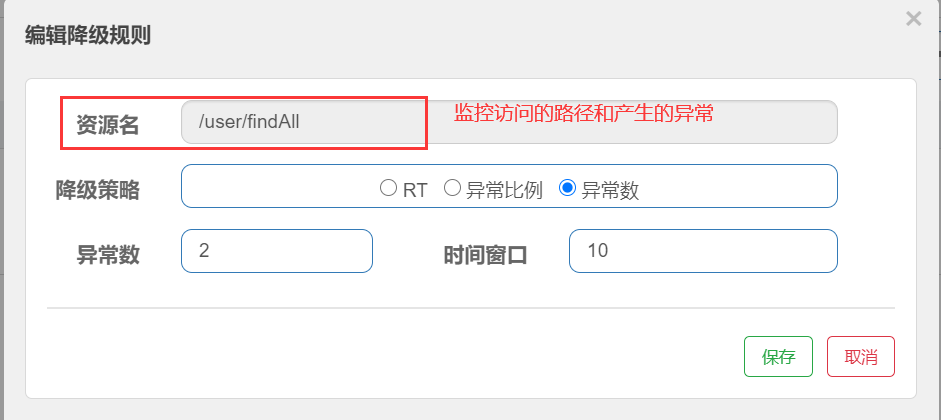 编辑降级规则 ×
资源名 /user/findAll 监控访问的路径和产生的异常
降级策略 RT 异常比例 异常数
异常数 2 时间窗口 10
保存 取消